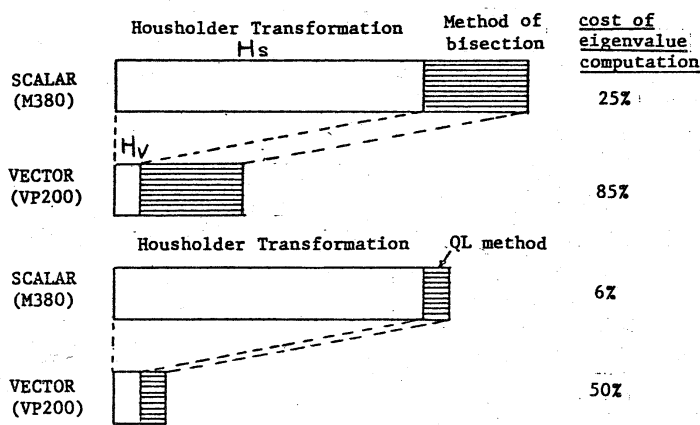 Housholder Transformation
Method of
bisection
cost of
eigenvalue
computation
Hs
SCALAR
(M380)
25%
Hv
VECTOR
(VP200)
85%
Housholder Transformation
QL method
SCALAR
(M380)
6%
VECTOR
(VP200)
50%